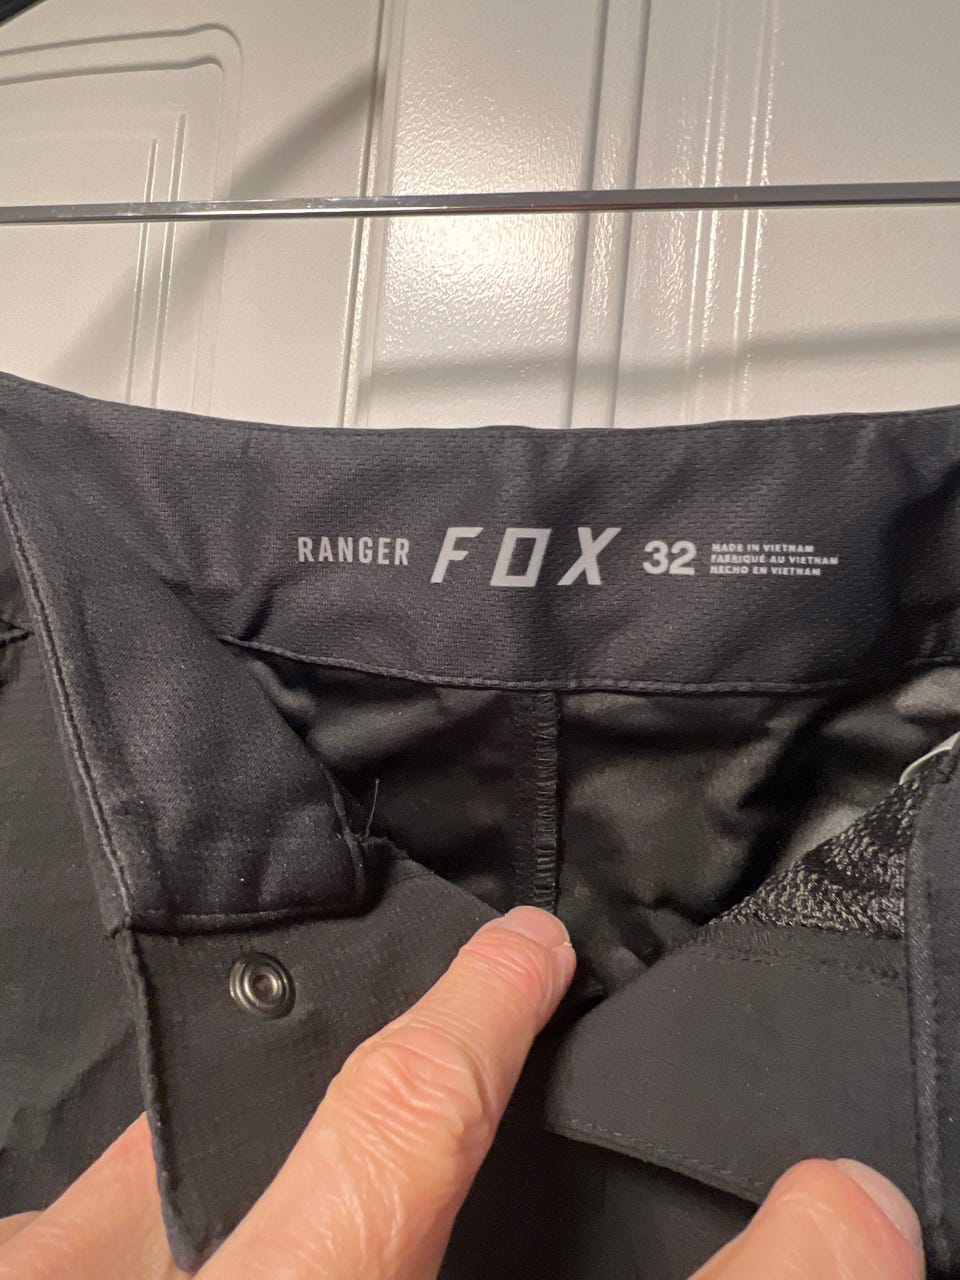 RANGER FOX 32
MADE IN VIETNAM
FABRIQUÉ AU VIETNAM
HECHO EN VIETNAM